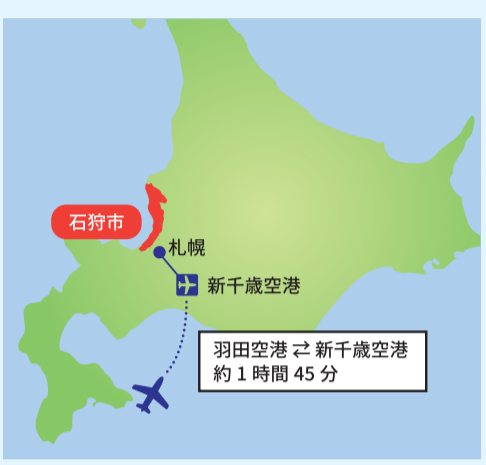 石狩市
札幌
新千歳空港
羽田空港 ⇄ 新千歳空港
約 1 時間 45 分